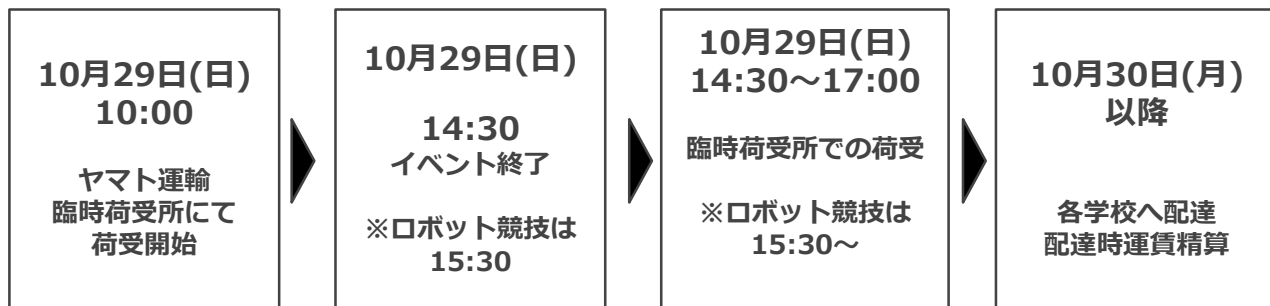 10月29日(日)
10:00
ヤマト運輸
臨時荷受所にて
荷受開始
10月29日(日)
14:30
イベント終了
※ロボット競技は
15:30
10月29日(日)
14:30～17:00
臨時荷受所での荷受
※ロボット競技は
15:30～
10月30日(月)
以降
各学校へ配達
配達時運賃精算